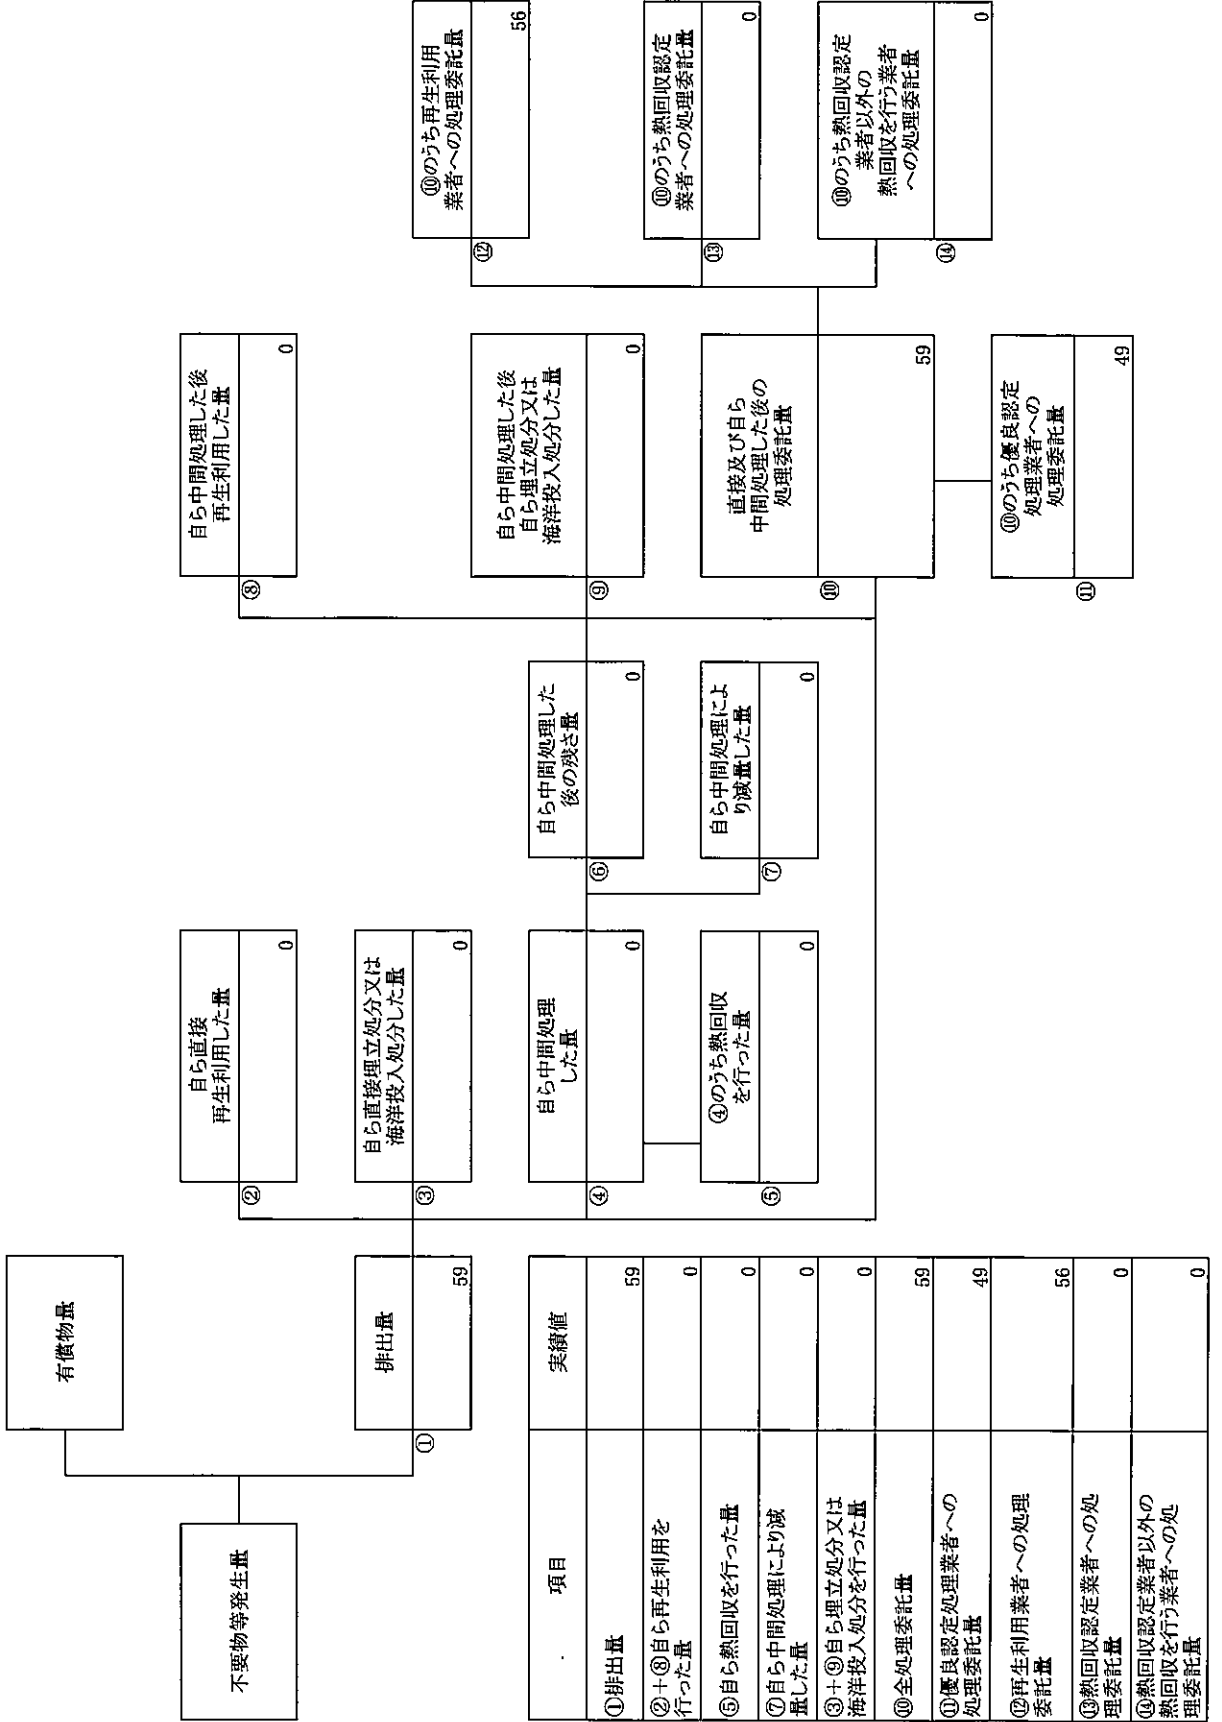 不要物等発生量
有償物量
①
排出量
59
②
自ら直接
再生利用した量
0
③
自ら直接埋立処分又は
海洋投入処分した量
0
④
自ら中間処理
した量
0
⑤
④のうち熱回収
を行った量
0
⑥
自ら中間処理した
後の残さ量
0
⑦
自ら中間処理によ
り減量した量
0
⑧
自ら中間処理した後
再生利用した量
0
⑨
自ら中間処理した後
自ら埋立処分又は
海洋投入処分した量
0
⑩
直接及び自ら
中間処理した後の
処理委託量
59
⑪
⑩のうち優良認定
処理業者への
処理委託量
49
⑫
⑩のうち再生利用
業者への処理委託量
56
⑬
⑩のうち熱回収認定
業者への処理委託量
0
⑭
⑩のうち熱回収認定
業者以外の
熱回収を行う業者
への処理委託量
0
項目
実績値
①排出量
59
②+⑧自ら再生利用を
行った量
0
⑤自ら熱回収を行った量
0
⑦自ら中間処理により減
量した量
0
③+⑨自ら埋立処分又は
海洋投入処分を行った量
0
⑩全処理委託量
59
⑪優良認定処理業者への
処理委託量
49
⑫再生利用業者への処理
委託量
56
⑬熱回収認定業者への処
理委託量
0
⑭熱回収認定業者以外の
熱回収を行う業者への処
理委託量
0